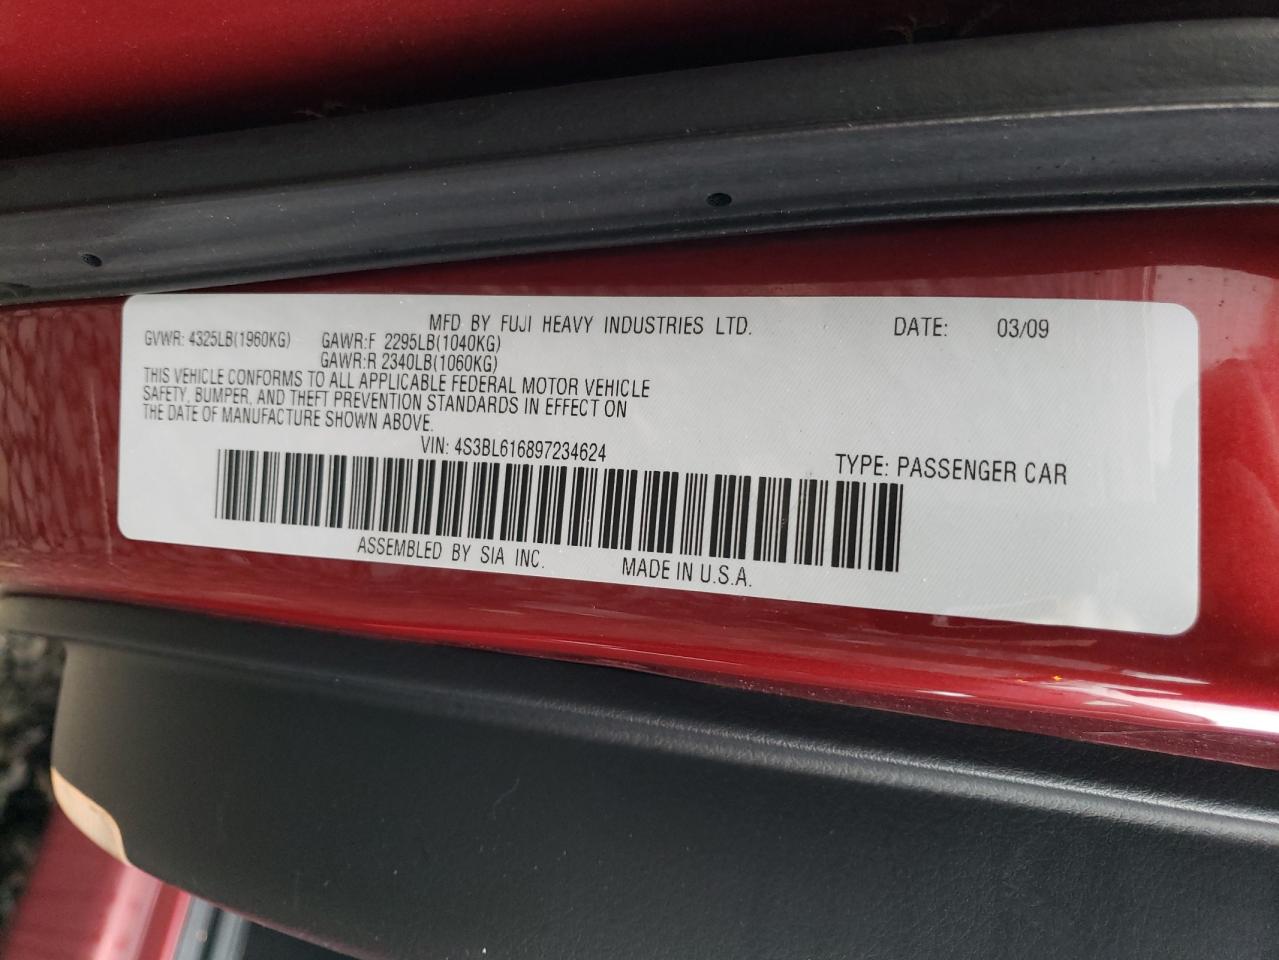 MFD BY FUJI HEAVY INDUSTRIES LTD. DATE: 03/09
GVWR: 4325LB(1960KG) GAWR:F 2295LB(1040KG)
GAWR:R 2340LB(1060KG)
THIS VEHICLE CONFORMS TO ALL APPLICABLE FEDERAL MOTOR VEHICLE
SAFETY, BUMPER, AND THEFT PREVENTION STANDARDS IN EFFECT ON
THE DATE OF MANUFACTURE SHOWN ABOVE.
VIN: 4S3BL616897234624
TYPE: PASSENGER CAR
ASSEMBLED BY SIA INC. MADE IN U.S.A.